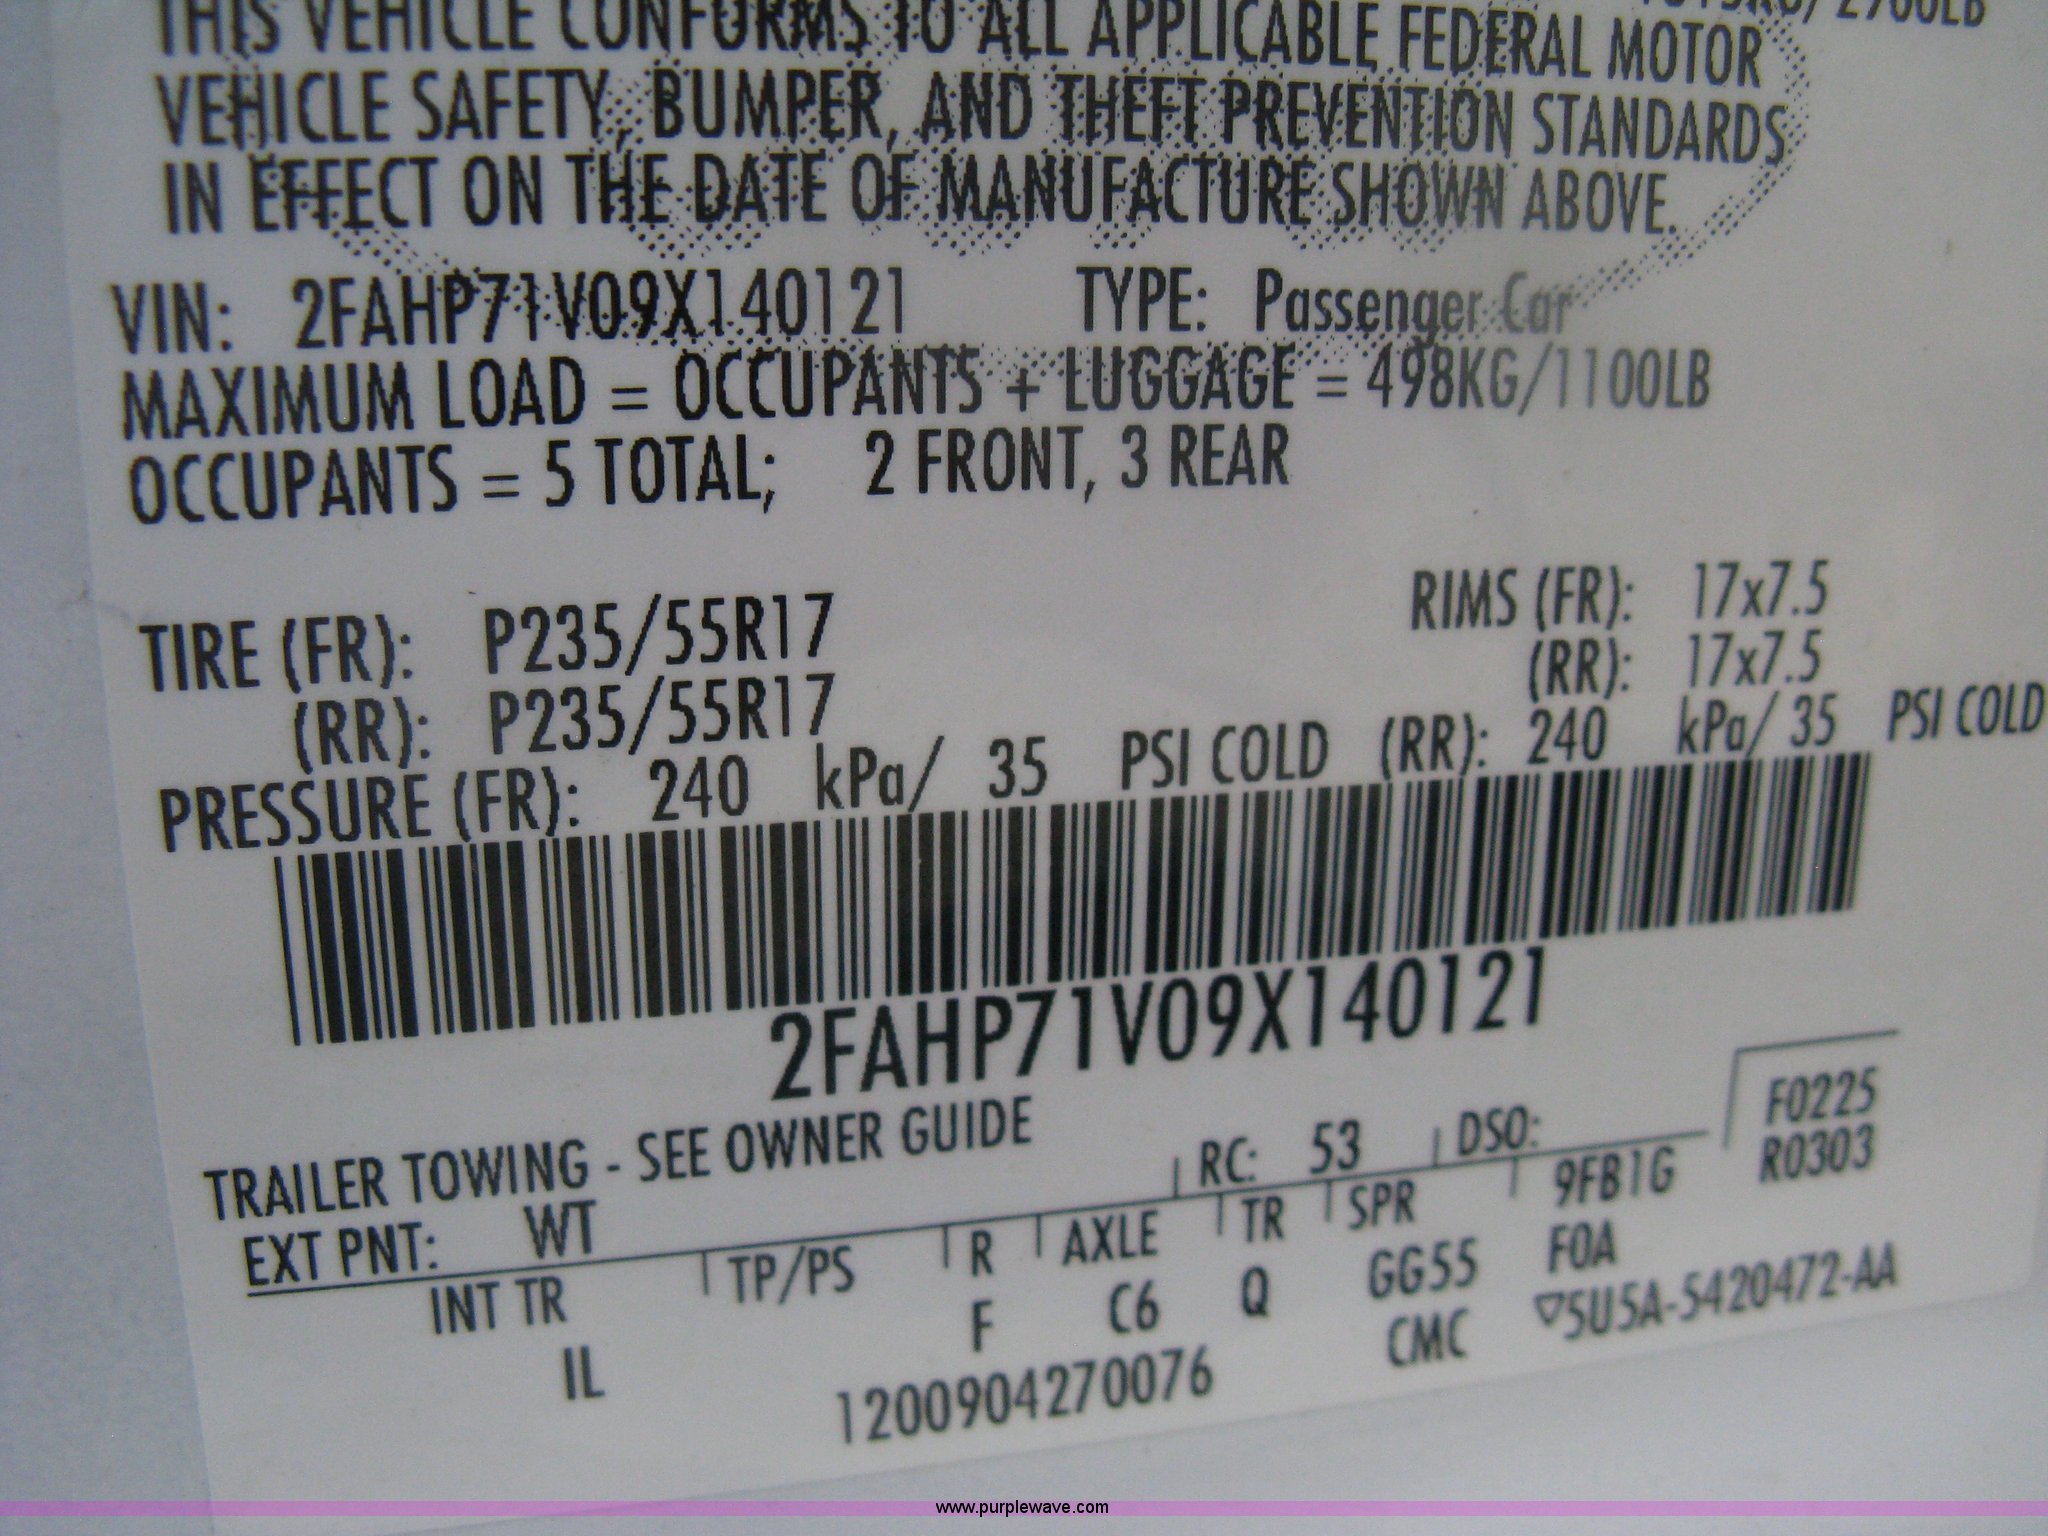 THIS VEHICLE CONFORMS TO ALL APPLICABLE FEDERAL MOTOR
VEHICLE SAFETY, BUMPER, AND THEFT PREVENTION STANDARDS
IN EFFECT ON THE DATE OF MANUFACTURE SHOWN ABOVE.
VIN: 2FAHP71V09X140121 TYPE: Passenger Car
MAXIMUM LOAD = OCCUPANTS + LUGGAGE = 498KG/1100LB
OCCUPANTS = 5 TOTAL; 2 FRONT, 3 REAR
TIRE (FR): P235/55R17 RIMS (FR): 17x7.5
(RR): P235/55R17 (RR): 17x7.5
PRESSURE (FR): 240 kPa/ 35 PSI COLD (RR): 240 kPa/ 35 PSI COLD
2FAHP71V09X140121
TRAILER TOWING - SEE OWNER GUIDE
EXT PNT: WT RC: 53 DSO: F0225
R0303
INT TR TP/PS R AXLE TR SPR 9FB1G
IL F C6 Q GG55 F0A
1200904270076 CMC ▽5U5A-5420472-AA
www.purplewave.com